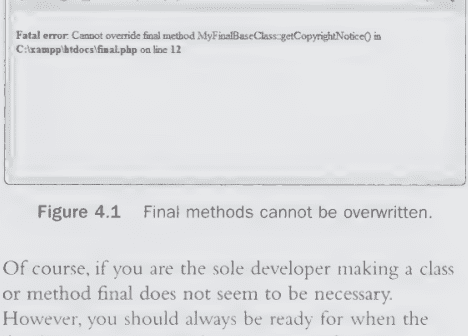 Fatal error: Cannot override final method MyFinalBaseClass::getCopyrightNotice() in
C:\xampp\htdocs\final.php on line 12
Figure 4.1 Final methods cannot be overwritten.
Of course, if you are the sole developer making a class
or method final does not seem to be necessary.
However, you should always be ready for when the